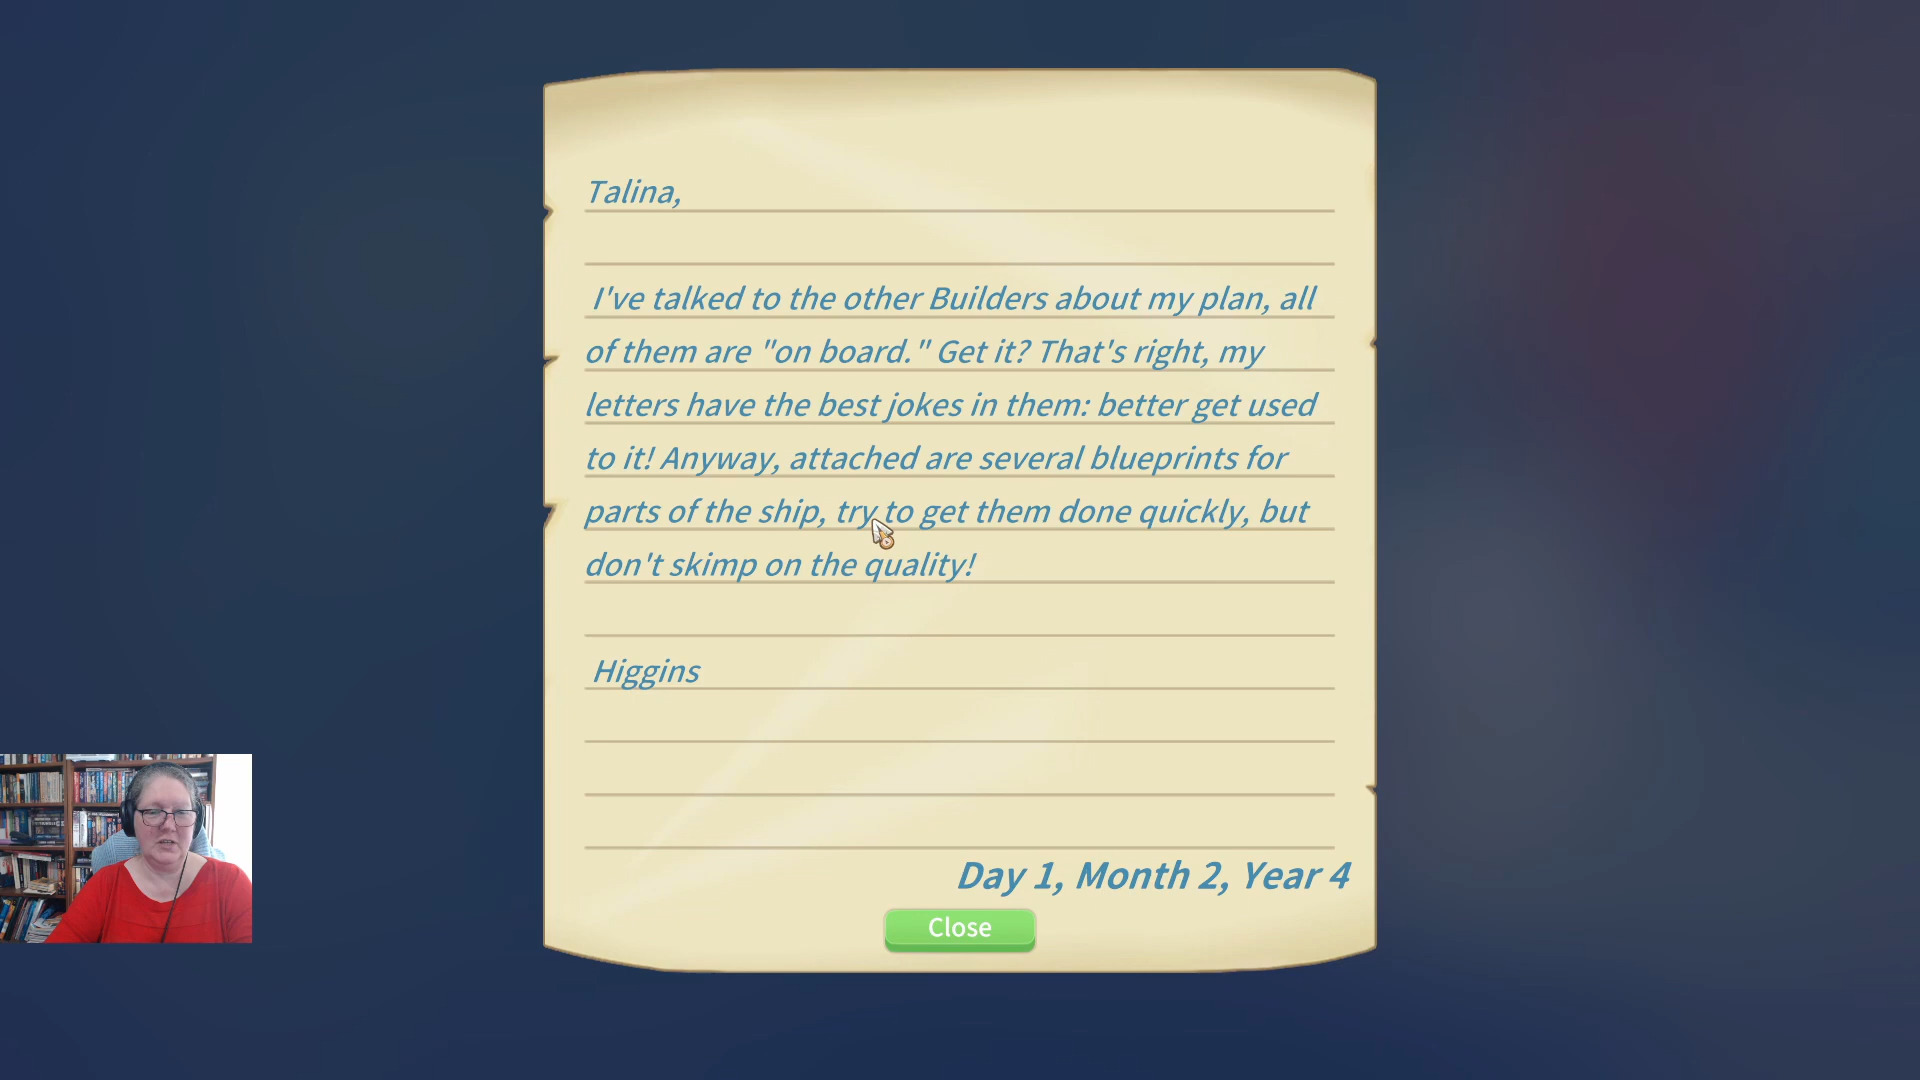 Talina,
I've talked to the other Builders about my plan, all
of them are "on board." Get it? That's right, my
letters have the best jokes in them: better get used
to it! Anyway, attached are several blueprints for
parts of the ship, try to get them done quickly, but
don't skimp on the quality!
Higgins
Day 1, Month 2, Year 4
Close